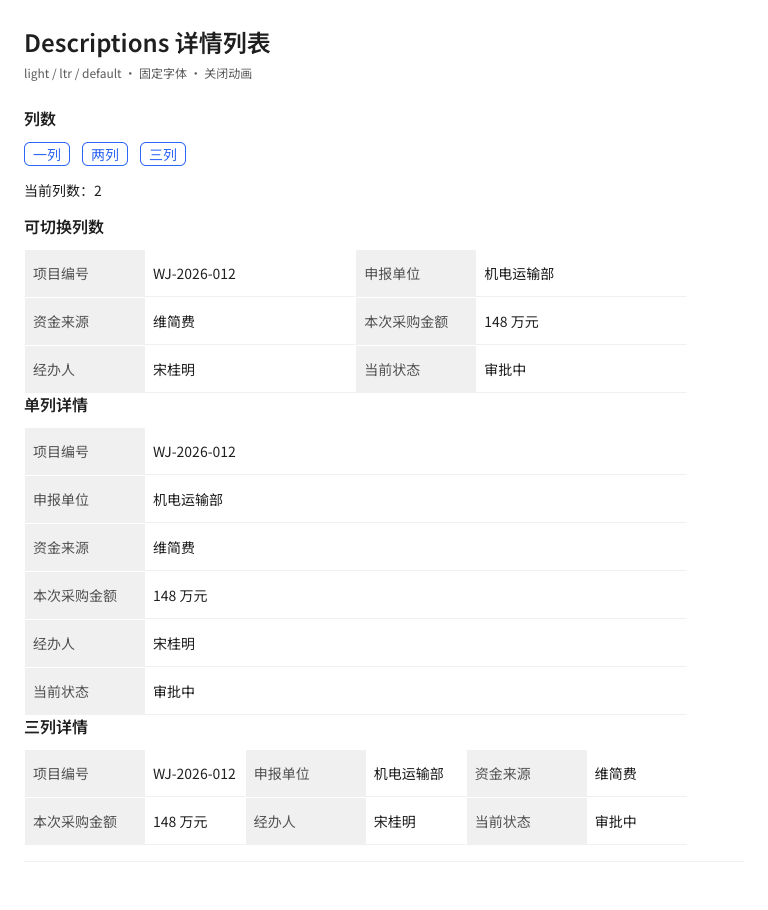 Descriptions 详情列表
light / ltr / default · 固定字体 · 关闭动画
列数
一列 两列 三列
当前列数：2
可切换列数
项目编号 WJ-2026-012 申报单位 机电运输部
资金来源 维简费 本次采购金额 148 万元
经办人 宋桂明 当前状态 审批中
单列详情
项目编号 WJ-2026-012
申报单位 机电运输部
资金来源 维简费
本次采购金额 148 万元
经办人 宋桂明
当前状态 审批中
三列详情
项目编号 WJ-2026-012 申报单位 机电运输部 资金来源 维简费
本次采购金额 148 万元 经办人 宋桂明 当前状态 审批中